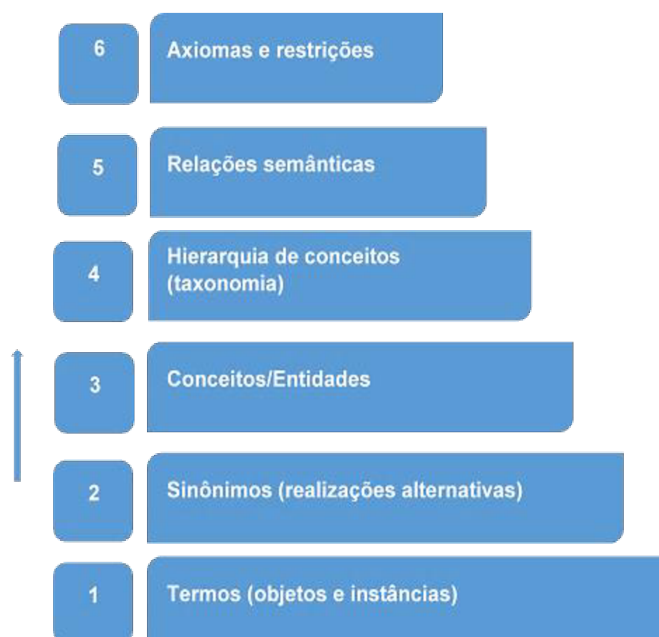 6
Axiomas e restrições
5
Relações semânticas
4
Hierarquia de conceitos
(taxonomia)
3
Conceitos/Entidades
2
Sinônimos (realizações alternativas)
1
Termos (objetos e instâncias)